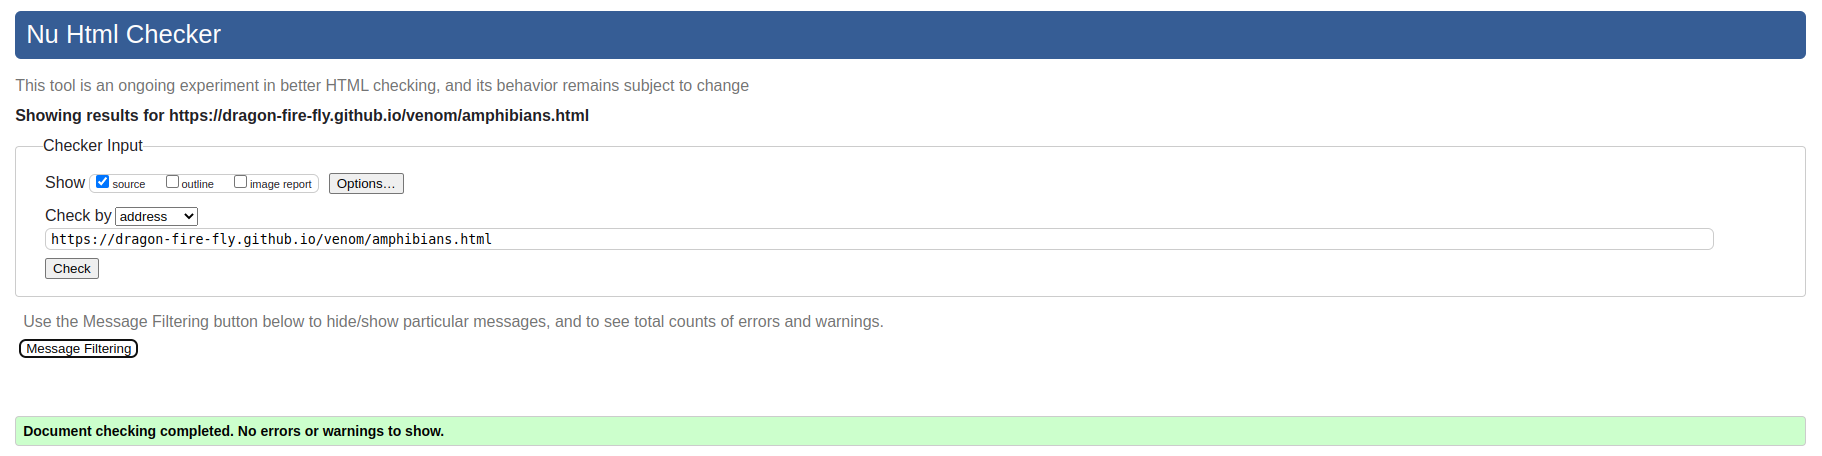 Nu Html Checker
This tool is an ongoing experiment in better HTML checking, and its behavior remains subject to change
Showing results for https://dragon-fire-fly.github.io/venom/amphibians.html
Checker Input
Show source outline image report Options...
Check by address
https://dragon-fire-fly.github.io/venom/amphibians.html
Check
Use the Message Filtering button below to hide/show particular messages, and to see total counts of errors and warnings.
Message Filtering
Document checking completed. No errors or warnings to show.